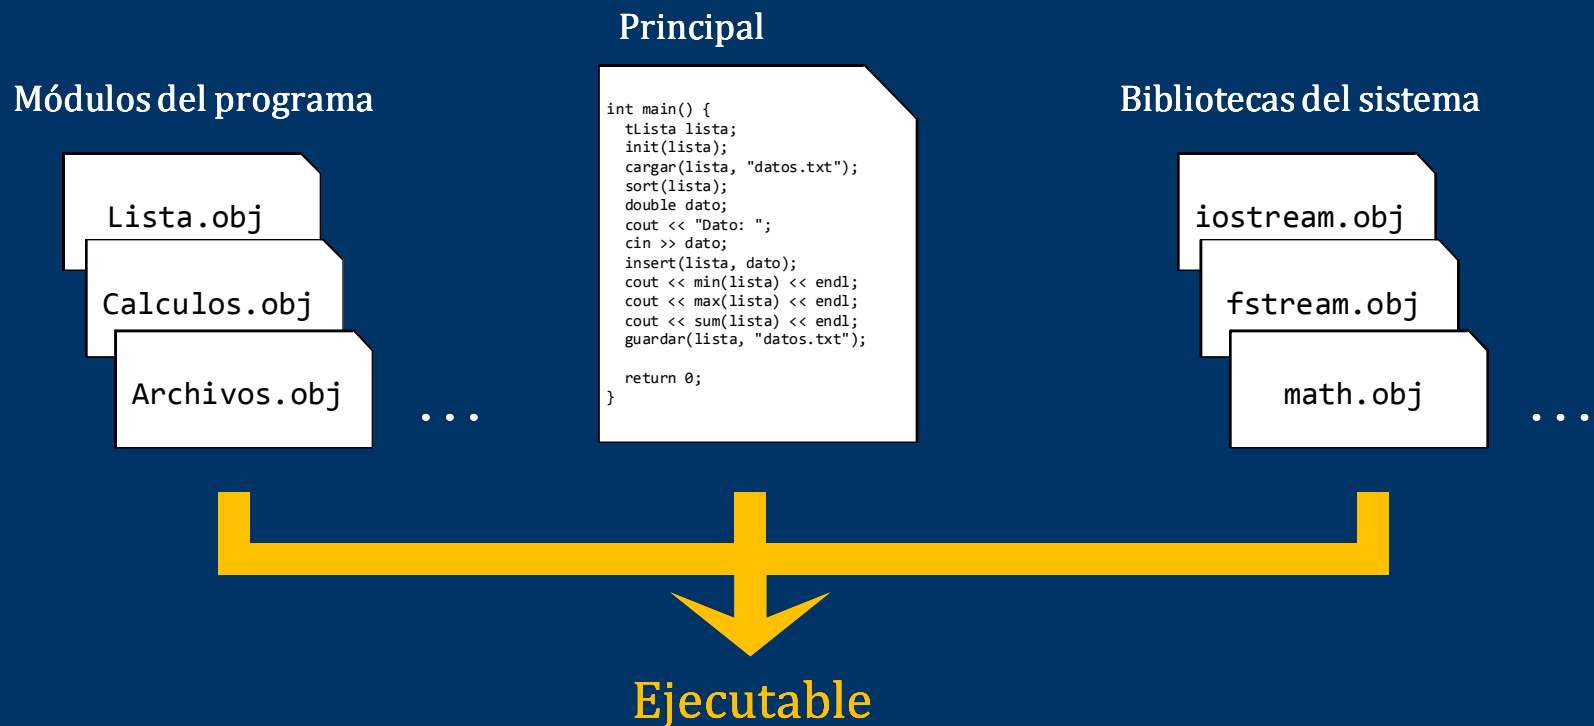 Principal
Módulos del programa
Bibliotecas del sistema
int main() {
  tLista lista;
  init(lista);
  cargar(lista, "datos.txt");
  sort(lista);
  double dato;
  cout << "Dato: ";
  cin >> dato;
  insert(lista, dato);
  cout << min(lista) << endl;
  cout << max(lista) << endl;
  cout << sum(lista) << endl;
  guardar(lista, "datos.txt");
  return 0;
}
Lista.obj
Calculos.obj
Archivos.obj
...
iostream.obj
fstream.obj
math.obj
...
Ejecutable